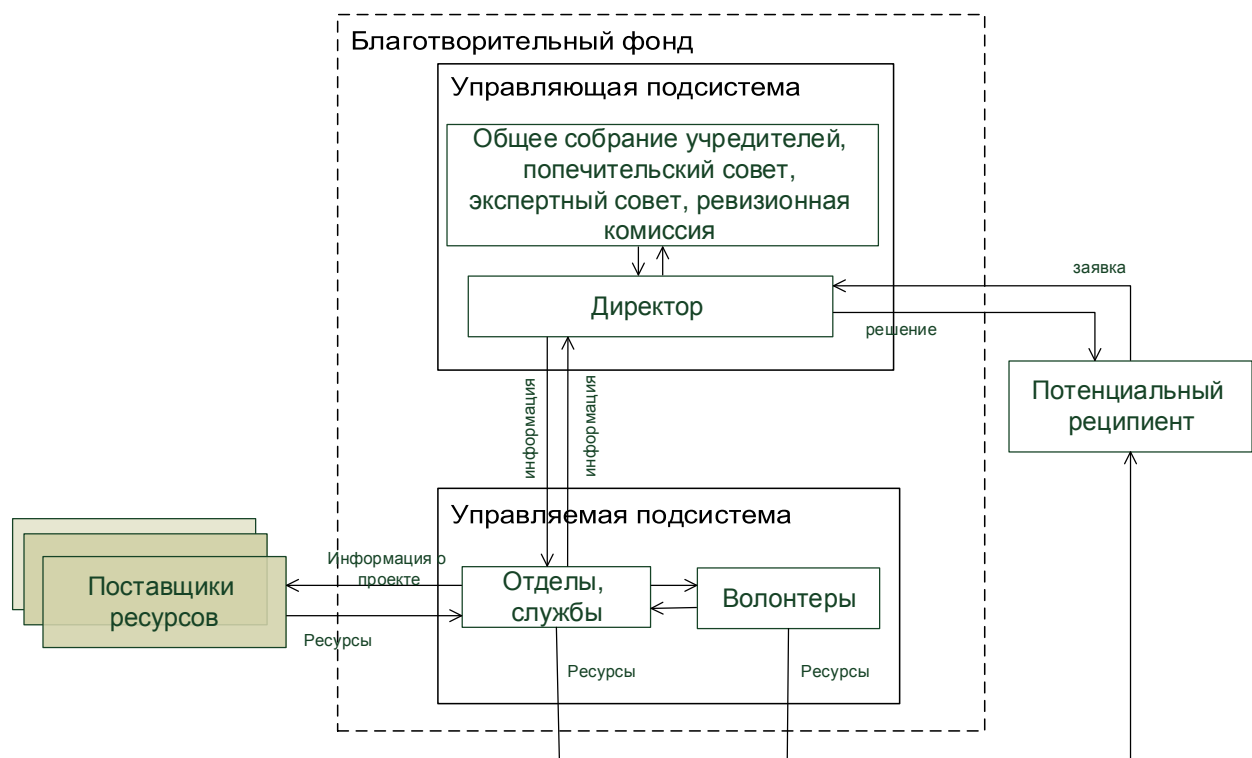 Благотворительный фонд
Управляющая подсистема
Общее собрание учредителей,
попечительский совет,
экспертный совет, ревизионная
комиссия
заявка
Директор
решение
информация
информация
Потенциальный
реципиент
Управляемая подсистема
Информация о
проекте
Поставщики
ресурсов
Отделы,
службы
Волонтеры
Ресурсы
Ресурсы
Ресурсы